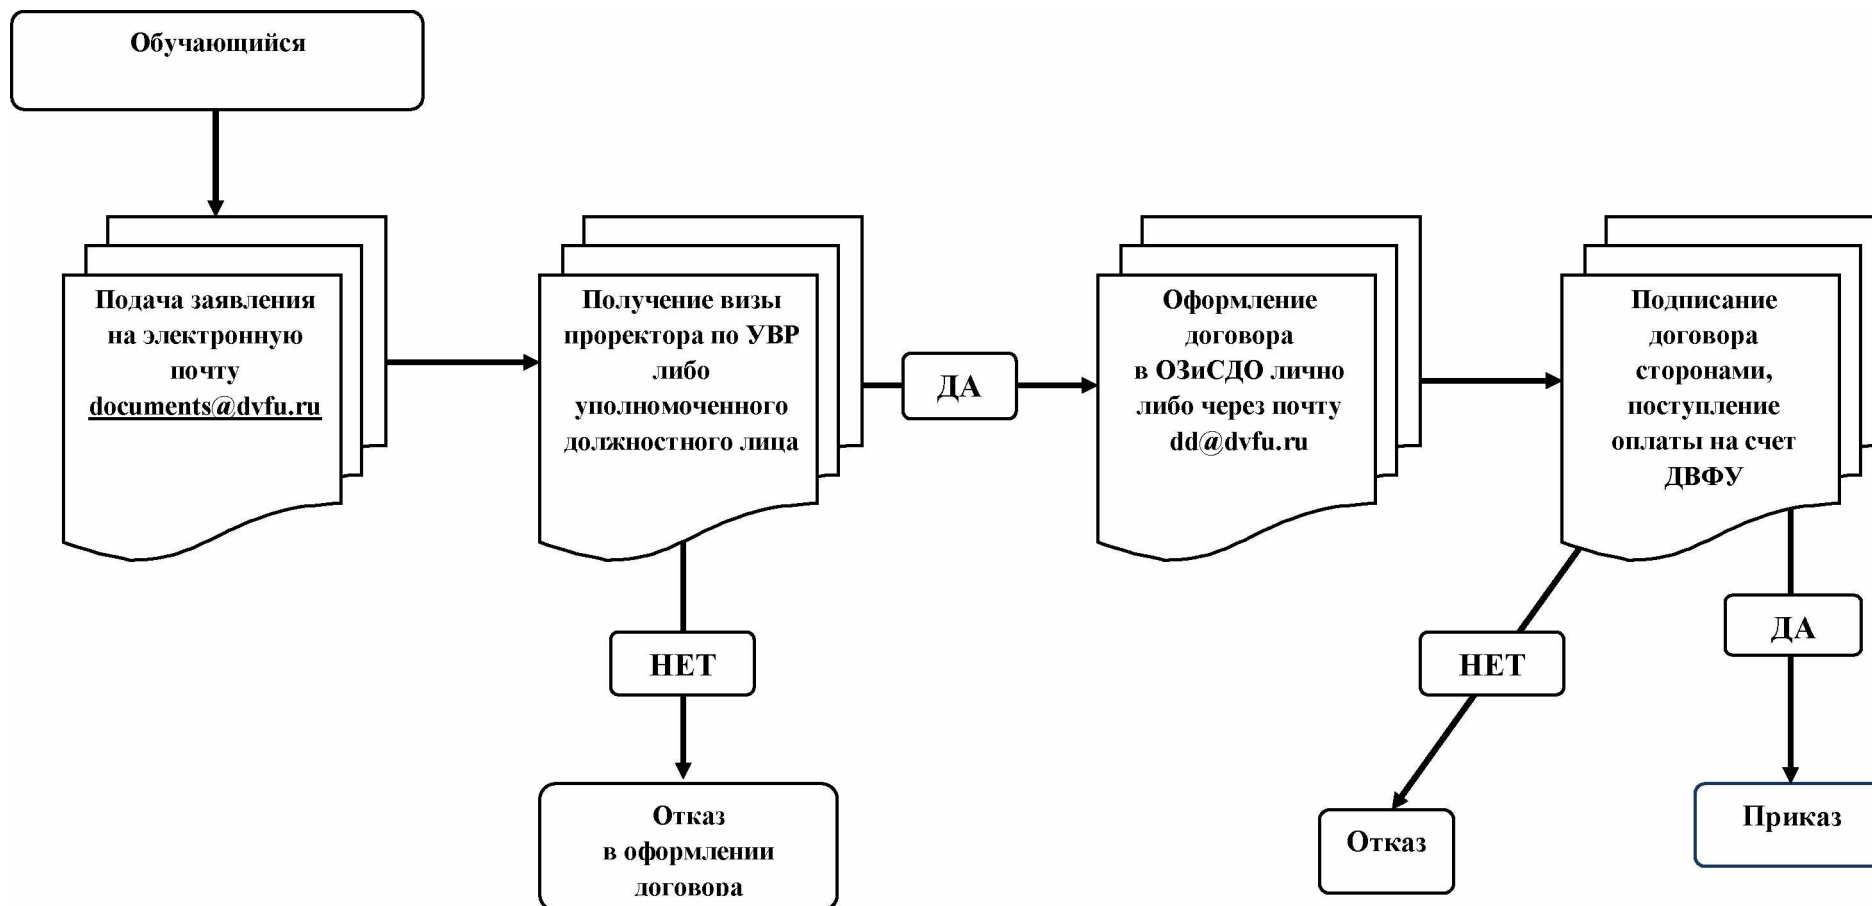 Обучающийся
Подача заявления
на электронную
почту
documents@dvfu.ru
Получение визы
проректора по УВР
либо
уполномоченного
должностного лица
ДА
Оформление
договора
в ОЗиСДО лично
либо через почту
dd@dvfu.ru
Подписание
договора
сторонами,
поступление
оплаты на счет
ДВФУ
НЕТ
НЕТ
ДА
Отказ
в оформлении
договора
Отказ
Приказ